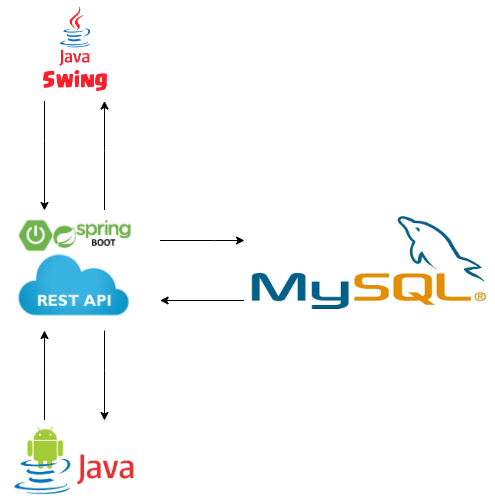 Java
Swing
spring
BOOT
REST API
MySQL®
Java